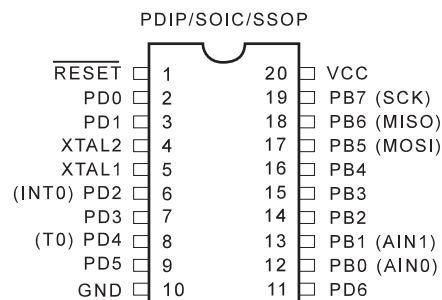 PDIP/SOIC/SSOP
RESET 1 20 VCC
PD0 2 19 PB7 (SCK)
PD1 3 18 PB6 (MISO)
XTAL2 4 17 PB5 (MOSI)
XTAL1 5 16 PB4
(INT0) PD2 6 15 PB3
PD3 7 14 PB2
(T0) PD4 8 13 PB1 (AIN1)
PD5 9 12 PB0 (AIN0)
GND 10 11 PD6